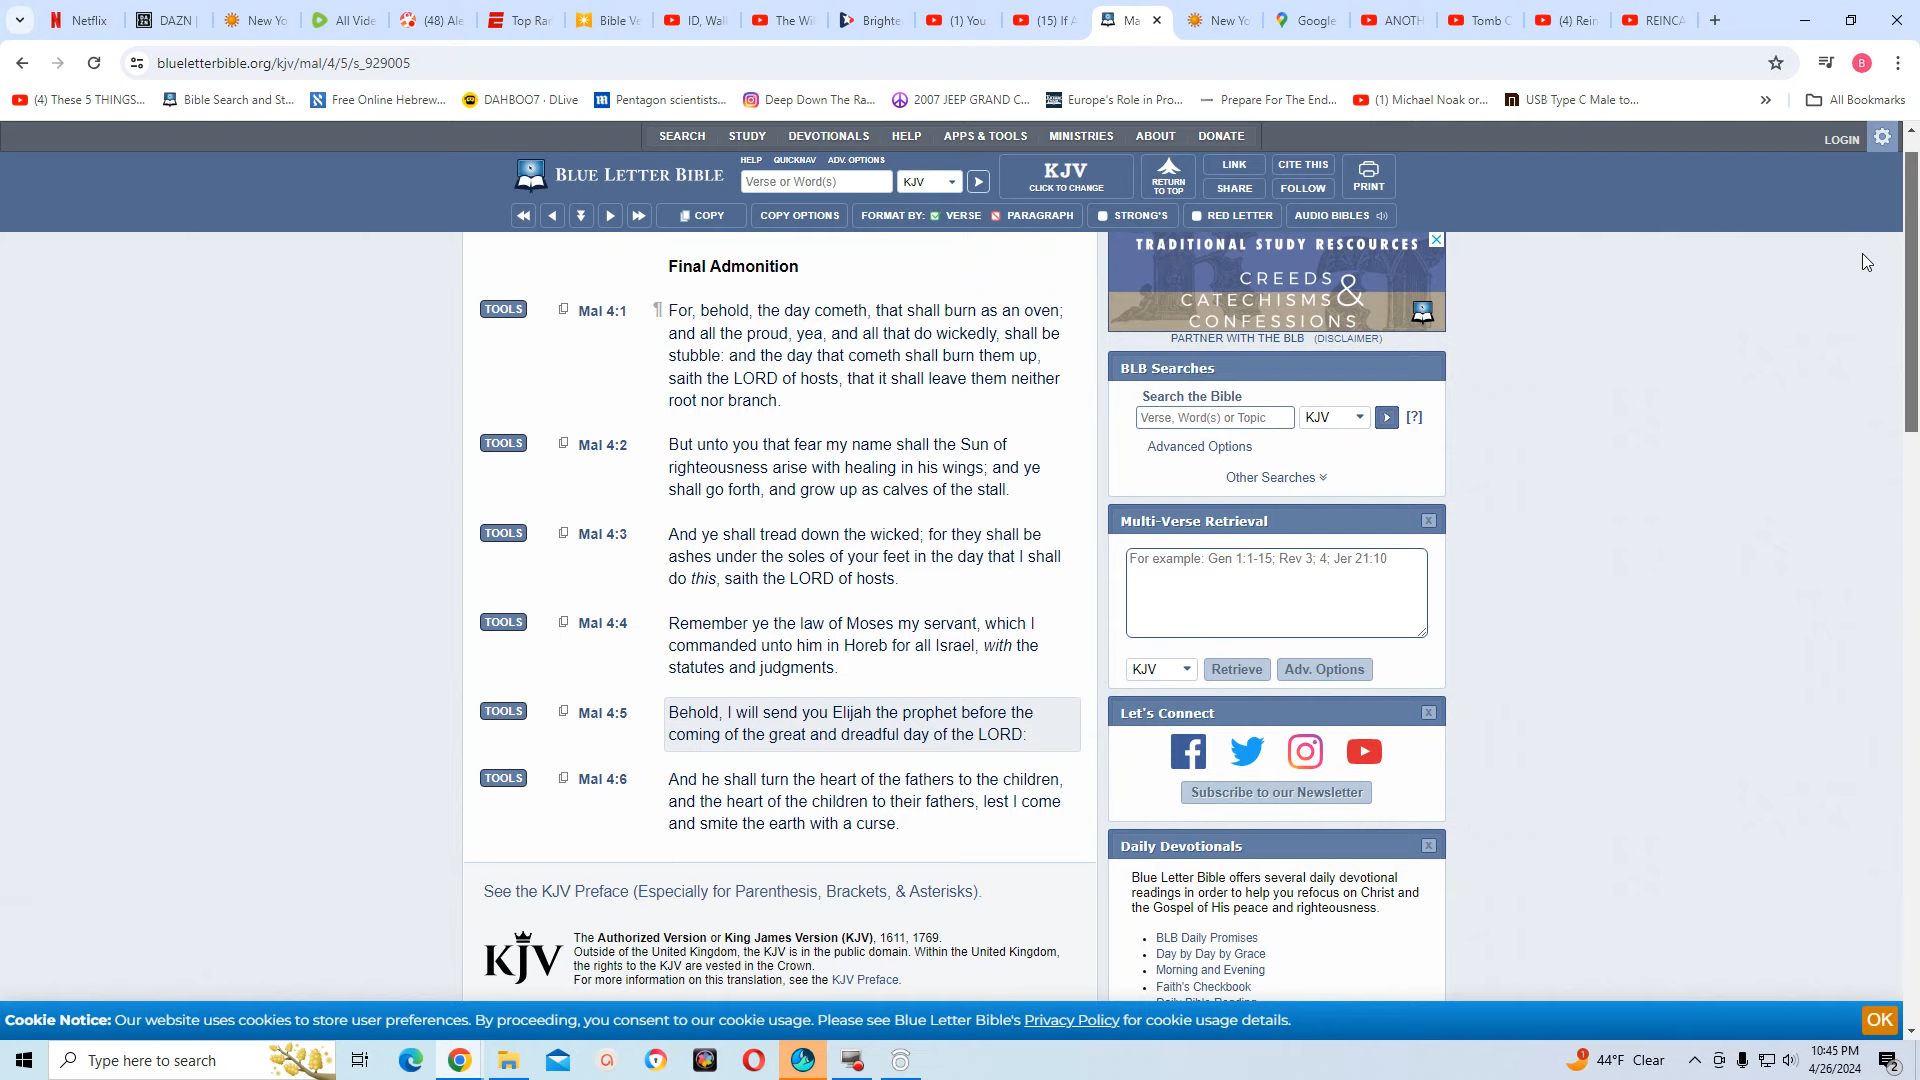 Netflix
DAZN |
New Yo
All Vide
(48) Ale
Top Ra
Bible Ve
ID, Wall
The Wil
Brighte
(1) You
(15) If A
Ma
New Yo
Google
ANOTH
Tomb C
(4) Rein
REINCA
blueletterbible.org/kjv/mal/4/5/s_929005
B
(4) These 5 THINGS...
Bible Search and St...
Free Online Hebrew...
DAHBOO7 · DLive
Pentagon scientists...
Deep Down The Ra...
2007 JEEP GRAND C...
Europe's Role in Pro...
Prepare For The End...
(1) Michael Noak or...
USB Type C Male to...
All Bookmarks
SEARCH STUDY DEVOTIONALS HELP APPS & TOOLS MINISTRIES ABOUT DONATE
LOGIN
BLUE LETTER BIBLE
HELP QUICKNAV ADV. OPTIONS
Verse or Word(s)
KJV
KJV
CLICK TO CHANGE
RETURN
TO TOP
LINK
CITE THIS
SHARE
FOLLOW
PRINT
COPY
COPY OPTIONS
FORMAT BY: VERSE PARAGRAPH
STRONG'S
RED LETTER
AUDIO BIBLES
Final Admonition
TOOLS Mal 4:1 ¶ For, behold, the day cometh, that shall burn as an oven;
and all the proud, yea, and all that do wickedly, shall be
stubble: and the day that cometh shall burn them up,
saith the LORD of hosts, that it shall leave them neither
root nor branch.
TOOLS Mal 4:2 But unto you that fear my name shall the Sun of
righteousness arise with healing in his wings; and ye
shall go forth, and grow up as calves of the stall.
TOOLS Mal 4:3 And ye shall tread down the wicked; for they shall be
ashes under the soles of your feet in the day that I shall
do this, saith the LORD of hosts.
TOOLS Mal 4:4 Remember ye the law of Moses my servant, which I
commanded unto him in Horeb for all Israel, with the
statutes and judgments.
TOOLS Mal 4:5 Behold, I will send you Elijah the prophet before the
coming of the great and dreadful day of the LORD:
TOOLS Mal 4:6 And he shall turn the heart of the fathers to the children,
and the heart of the children to their fathers, lest I come
and smite the earth with a curse.
See the KJV Preface (Especially for Parenthesis, Brackets, & Asterisks).
KJV
The Authorized Version or King James Version (KJV), 1611, 1769.
Outside of the United Kingdom, the KJV is in the public domain. Within the United Kingdom,
the rights to the KJV are vested in the Crown.
For more information on this translation, see the KJV Preface.
TRADITIONAL STUDY RESCOURCES
CREEDS
CATECHISMS &
CONFESSIONS
PARTNER WITH THE BLB (DISCLAIMER)
BLB Searches
Search the Bible
Verse, Word(s) or Topic
KJV
[?]
Advanced Options
Other Searches
Multi-Verse Retrieval
For example: Gen 1:1-15; Rev 3; 4; Jer 21:10
KJV
Retrieve
Adv. Options
Let's Connect
Subscribe to our Newsletter
Daily Devotionals
Blue Letter Bible offers several daily devotional
readings in order to help you refocus on Christ and
the Gospel of His peace and righteousness.
BLB Daily Promises
Day by Day by Grace
Morning and Evening
Faith's Checkbook
Daily Bible Reading
Cookie Notice: Our website uses cookies to store user preferences. By proceeding, you consent to our cookie usage. Please see Blue Letter Bible's Privacy Policy for cookie usage details.
OK
Type here to search
44°F Clear
10:45 PM
4/26/2024
2